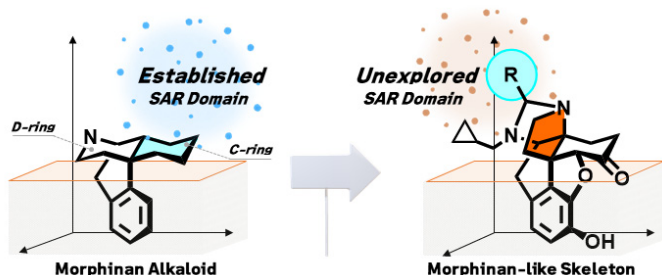 Established
SAR Domain
D-ring
N
C-ring
Morphinan Alkaloid
Unexplored
SAR Domain
R
N
N
O
O
OH
Morphinan-like Skeleton